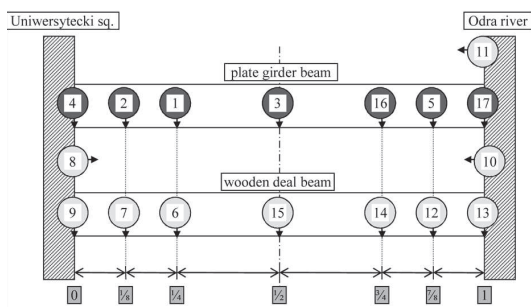 Uniwersytecki sq.
Odra river
11
plate girder beam
4 2 1 3 16 5 17
8 10
wooden deal beam
9 7 6 15 14 12 13
0 ⅛ ¼ ½ ¾ ⅞ 1